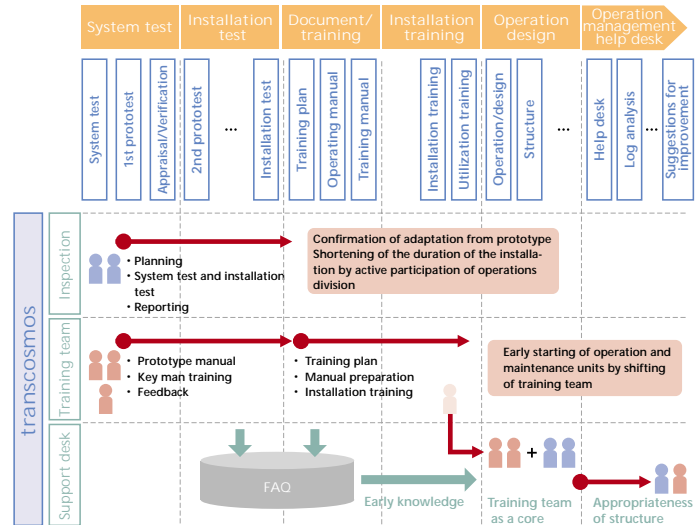 System test
Installation
test
Document/
training
Installation
training
Operation
design
Operation
management
help desk
System test
1st prototest
Appraisal/Verification
2nd prototest
...
Installation test
Training plan
Operating manual
Training manual
Installation training
Utilization training
Operation/design
Structure
...
Help desk
Log analysis
...
Suggestions for
improvement
transcosmos
Inspection
• Planning
• System test and installation
test
• Reporting
Confirmation of adaptation from prototype
Shortening of the duration of the installa-
tion by active participation of operations
division
Training team
• Prototype manual
• Key man training
• Feedback
• Training plan
• Manual preparation
• Installation training
Early starting of operation and
maintenance units by shifting
of training team
Support desk
FAQ
Early knowledge
+
Training team
as a core
Appropriateness
of structure